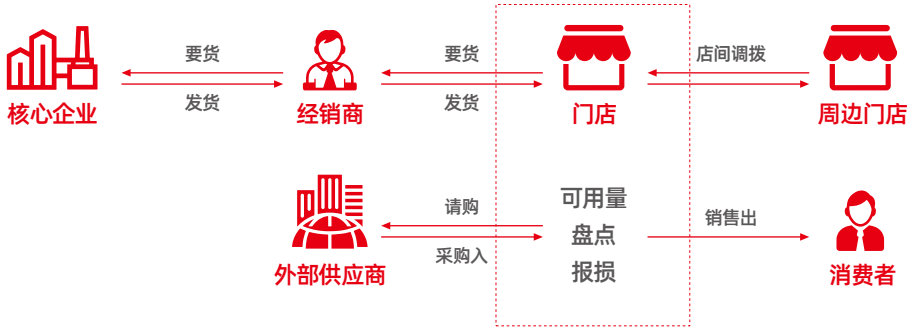 要货
要货
店间调拨
发货
发货
核心企业
经销商
门店
周边门店
请购
可用量
销售出
盘点
采购入
报损
外部供应商
消费者